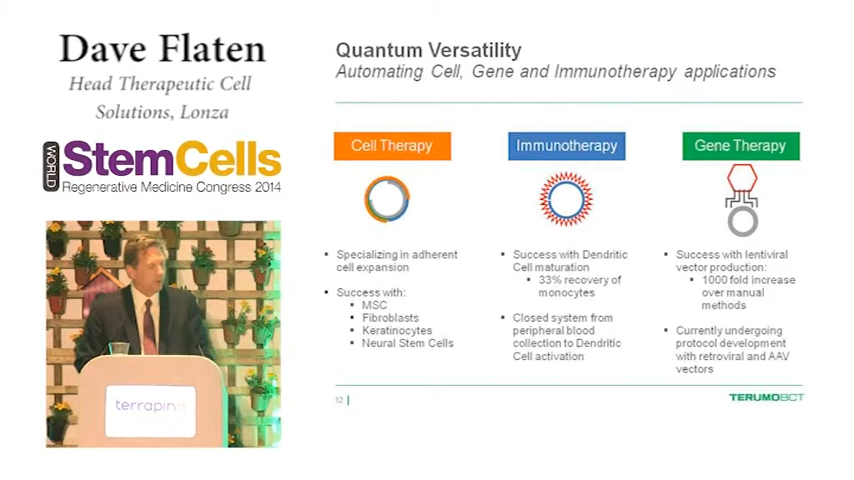 Dave Flaten
Head Therapeutic Cell
Solutions, Lonza
WORLD
StemCells
Regenerative Medicine Congress 2014
terrapinn
Quantum Versatility
Automating Cell, Gene and Immunotherapy applications
Cell Therapy
Specializing in adherent
cell expansion
Success with:
MSC
Fibroblasts
Keratinocytes
Neural Stem Cells
Immunotherapy
Success with Dendritic
Cell maturation
33% recovery of
monocytes
Closed system from
peripheral blood
collection to Dendritic
Cell activation
Gene Therapy
Success with lentiviral
vector production:
1000 fold increase
over manual
methods
Currently undergoing
protocol development
with retroviral and AAV
vectors
12
TERUMOBCT